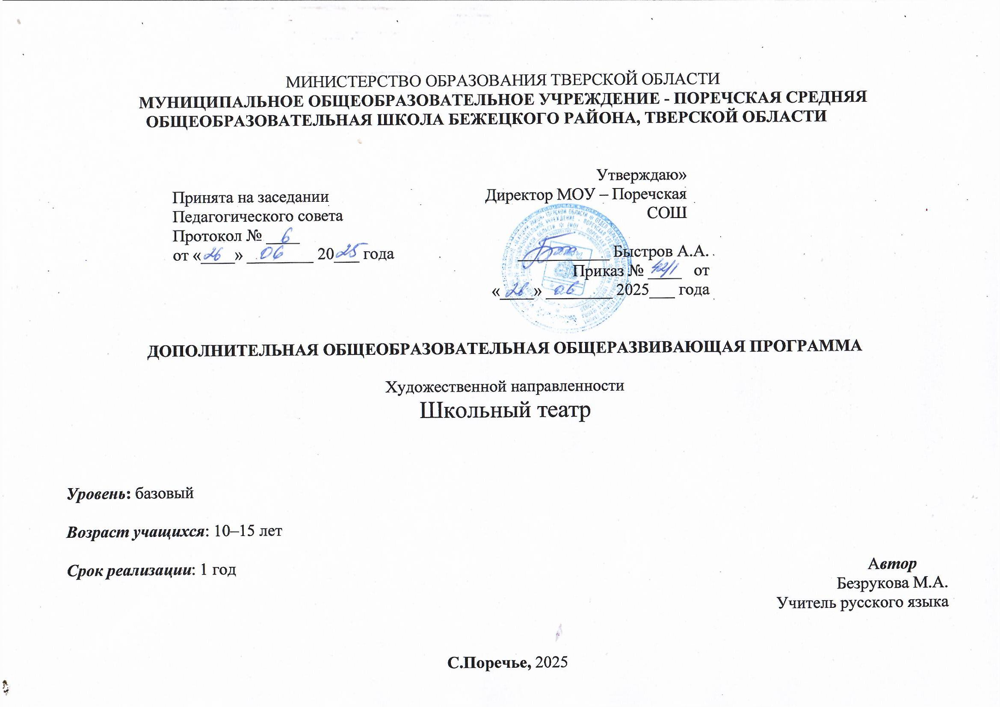 МИНИСТЕРСТВО ОБРАЗОВАНИЯ ТВЕРСКОЙ ОБЛАСТИ
МУНИЦИПАЛЬНОЕ ОБЩЕОБРАЗОВАТЕЛЬНОЕ УЧРЕЖДЕНИЕ - ПОРЕЧСКАЯ СРЕДНЯЯ
ОБЩЕОБРАЗОВАТЕЛЬНАЯ ШКОЛА БЕЖЕЦКОГО РАЙОНА, ТВЕРСКОЙ ОБЛАСТИ
Принята на заседании
Педагогического совета
Протокол № 6
от «26» 06 2025 года
Утверждаю»
Директор МОУ – Поречская
СОШ
Быстров А.А.
Приказ № 42/1 от
«26» 06 2025___ года
ДОПОЛНИТЕЛЬНАЯ ОБЩЕОБРАЗОВАТЕЛЬНАЯ ОБЩЕРАЗВИВАЮЩАЯ ПРОГРАММА
Художественной направленности
Школьный театр
Уровень: базовый
Возраст учащихся: 10–15 лет
Срок реализации: 1 год
Автор
Безрукова М.А.
Учитель русского языка
С.Поречье, 2025